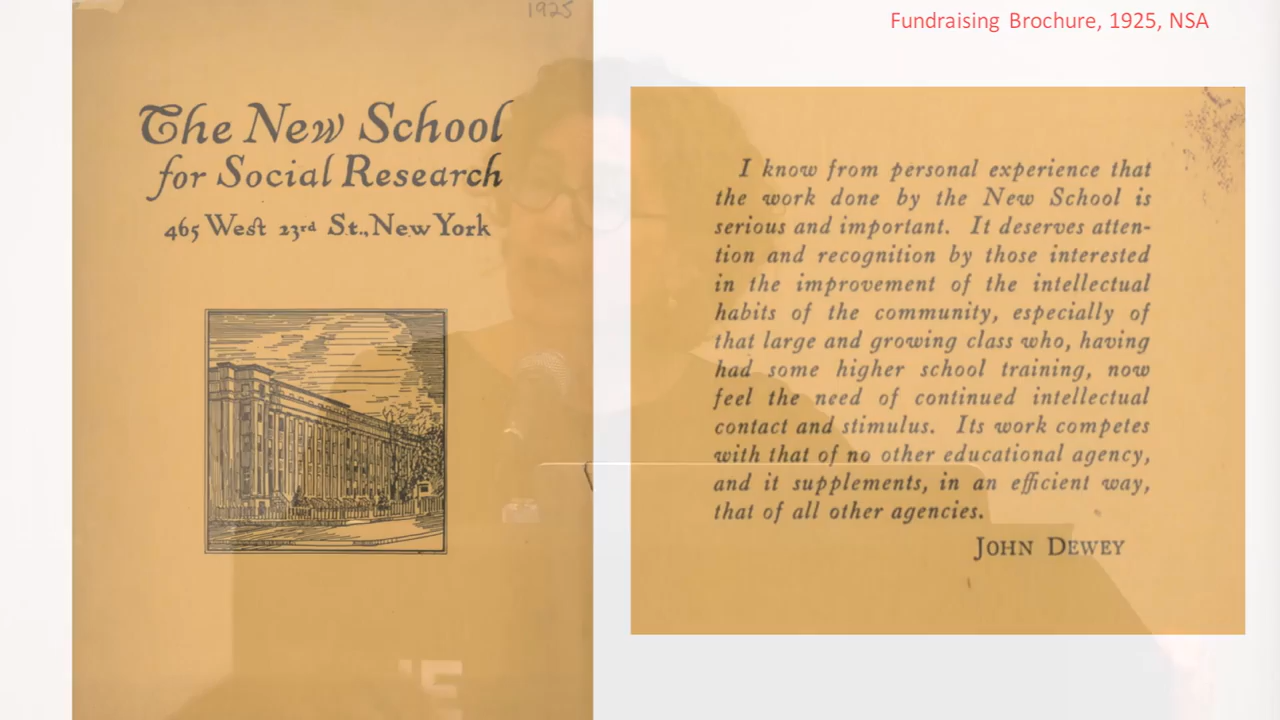 1925
Fundraising Brochure, 1925, NSA
The New School
for Social Research
465 West 23rd St., New York
I know from personal experience that
the work done by the New School is
serious and important. It deserves atten-
tion and recognition by those interested
in the improvement of the intellectual
habits of the community, especially of
that large and growing class who, having
had some higher school training, now
feel the need of continued intellectual
contact and stimulus. Its work competes
with that of no other educational agency,
and it supplements, in an efficient way,
that of all other agencies.
JOHN DEWEY